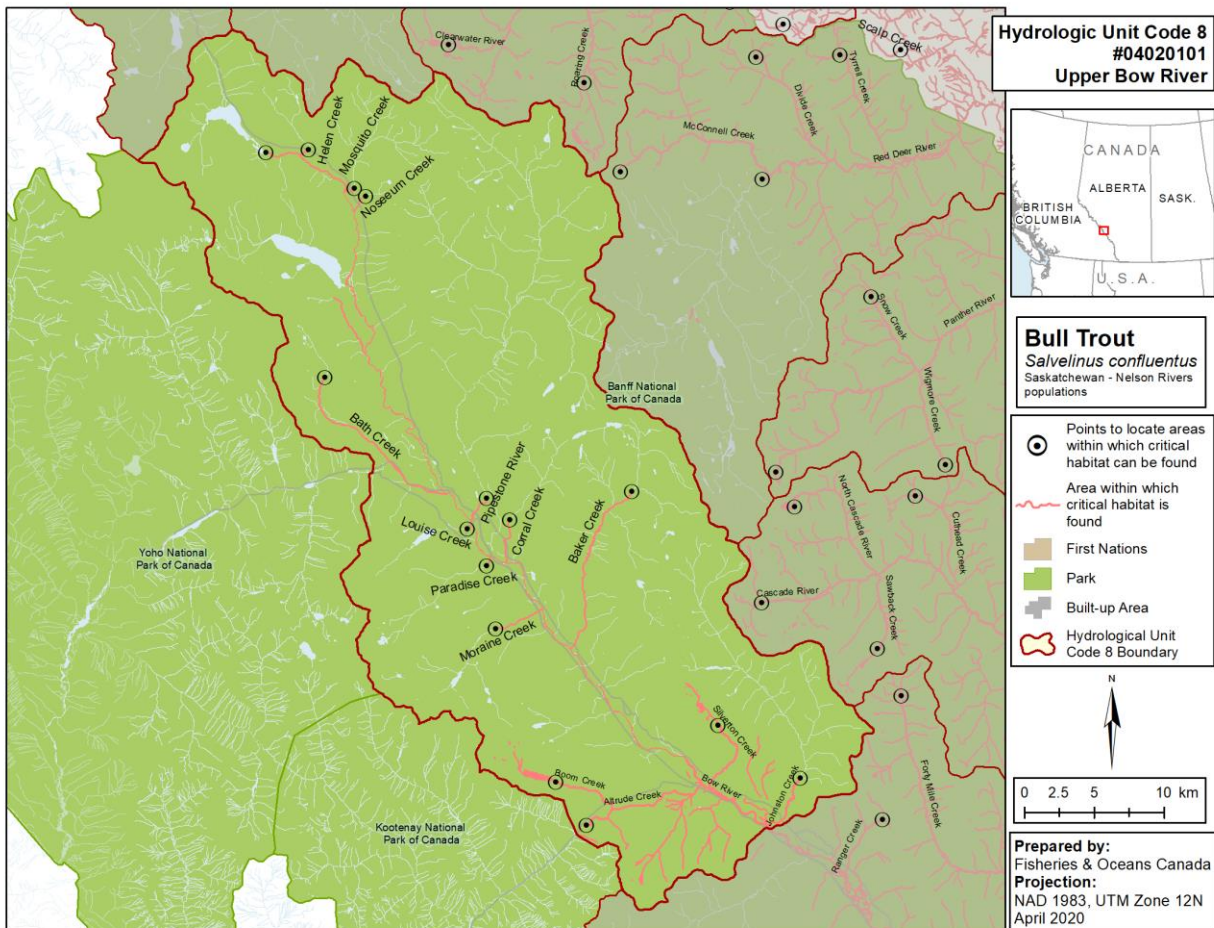 Hydrologic Unit Code 8
#04020101
Upper Bow River
CANADA
ALBERTA
SASK.
BRITISH
COLUMBIA
U.S.A.
Bull Trout
Salvelinus confluentus
Saskatchewan - Nelson Rivers
populations
Points to locate areas
within which critical
habitat can be found
Area within which
critical habitat is
found
First Nations
Park
Built-up Area
Hydrological Unit
Code 8 Boundary
N
0 2.5 5 10 km
Prepared by:
Fisheries & Oceans Canada
Projection:
NAD 1983, UTM Zone 12N
April 2020
Clearwater River
Roaring Creek
Scalp Creek
Tyrrell Creek
Divide Creek
McConnell Creek
Red Deer River
Helen Creek
Mosquito Creek
Noseeum Creek
Snow Creek
Panther River
Wigmore Creek
Banff National
Park of Canada
Bath Creek
Pipestone River
Corral Creek
Louise Creek
Baker Creek
Paradise Creek
Moraine Creek
North Cascade River
Cuthead Creek
Cascade River
Sawback Creek
Yoho National
Park of Canada
Silverton Creek
Boom Creek
Altrude Creek
Bow River
Johnston Creek
Forty Mile Creek
Ranger Creek
Kootenay National
Park of Canada